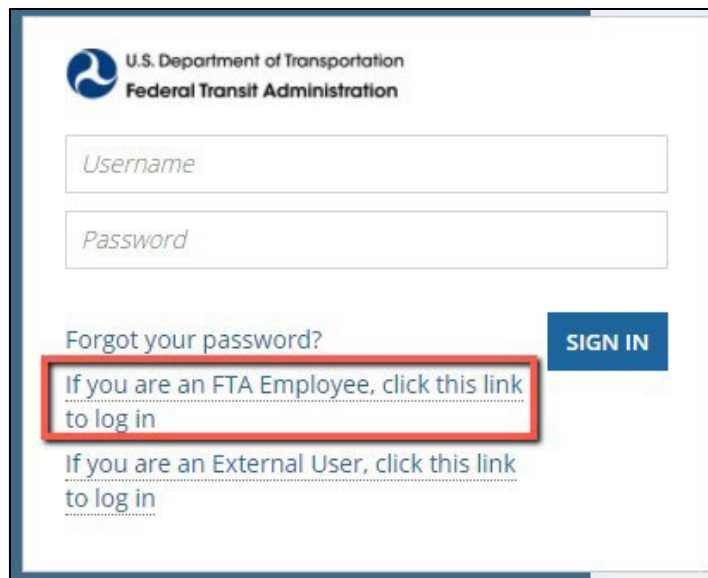 U.S. Department of Transportation
Federal Transit Administration
Username
Password
Forgot your password?
SIGN IN
If you are an FTA Employee, click this link
to log in
If you are an External User, click this link
to log in